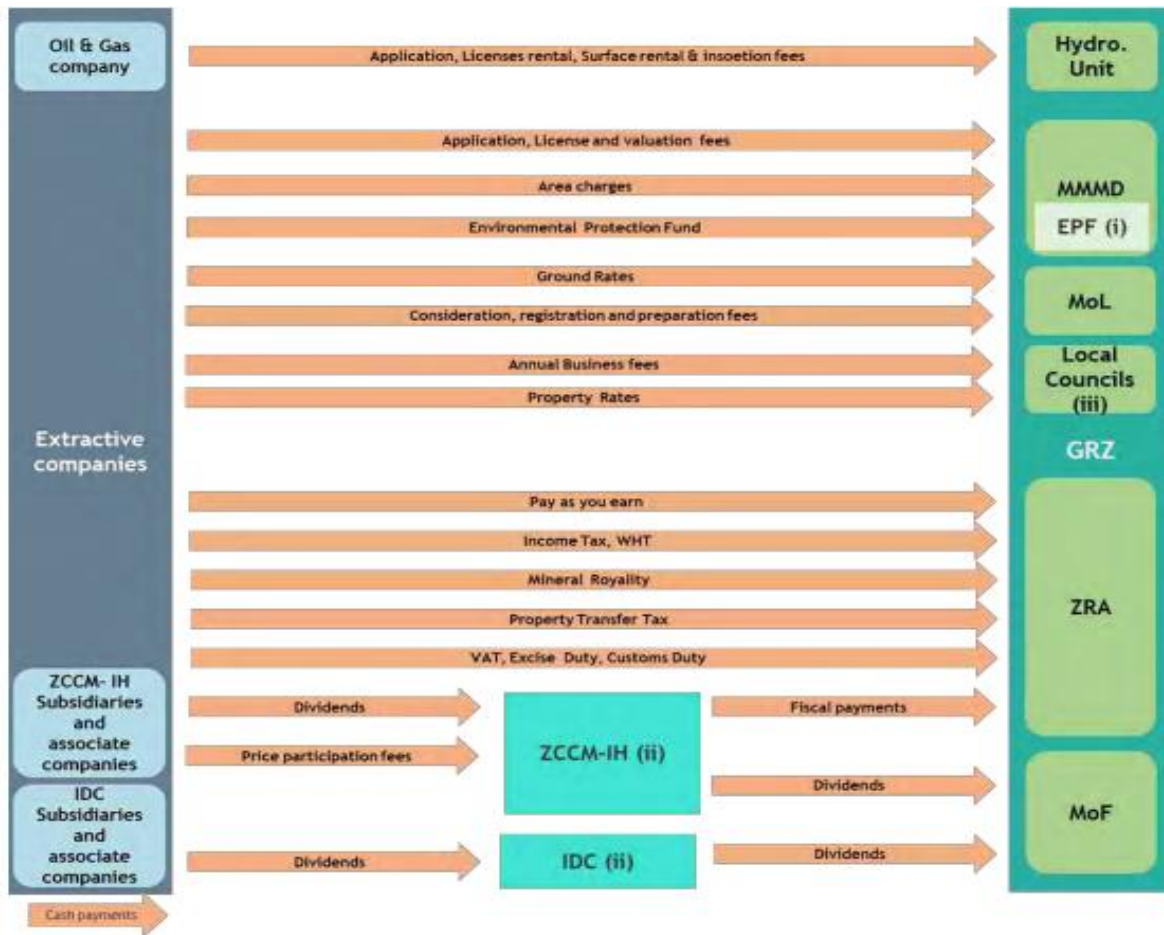 Oil & Gas
company
Application, Licenses rental, Surface rental & insoetion fees
Hydro.
Unit
Application, License and valuation fees
Area charges
Environmental Protection Fund
MMMD
EPF (i)
Ground Rates
Consideration, registration and preparation fees
MoL
Annual Business fees
Property Rates
Local
Councils
(iii)
Extractive
companies
GRZ
Pay as you earn
Income Tax, WHT
Mineral Royality
Property Transfer Tax
VAT, Excise Duty, Customs Duty
ZRA
ZCCM- IH
Subsidiaries
and
associate
companies
Dividends
Price participation fees
ZCCM-IH (ii)
Fiscal payments
Dividends
MoF
IDC
Subsidiaries
and
associate
companies
Dividends
IDC (ii)
Dividends
Cash payments